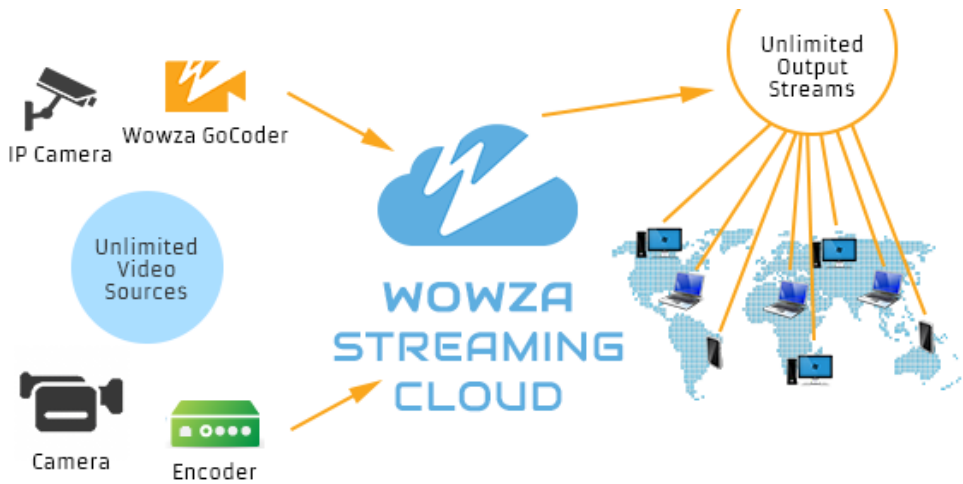 Unlimited
Output
Streams
IP Camera
Wowza GoCoder
Unlimited
Video
Sources
WOWZA
STREAMING
CLOUD
Camera
Encoder